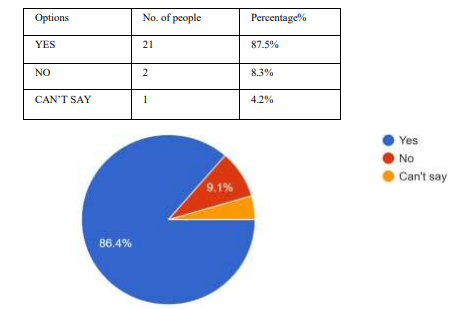 Options No. of people Percentage%
YES 21 87.5%
NO 2 8.3%
CAN'T SAY 1 4.2%
Yes
No
Can't say
9.1%
86.4%